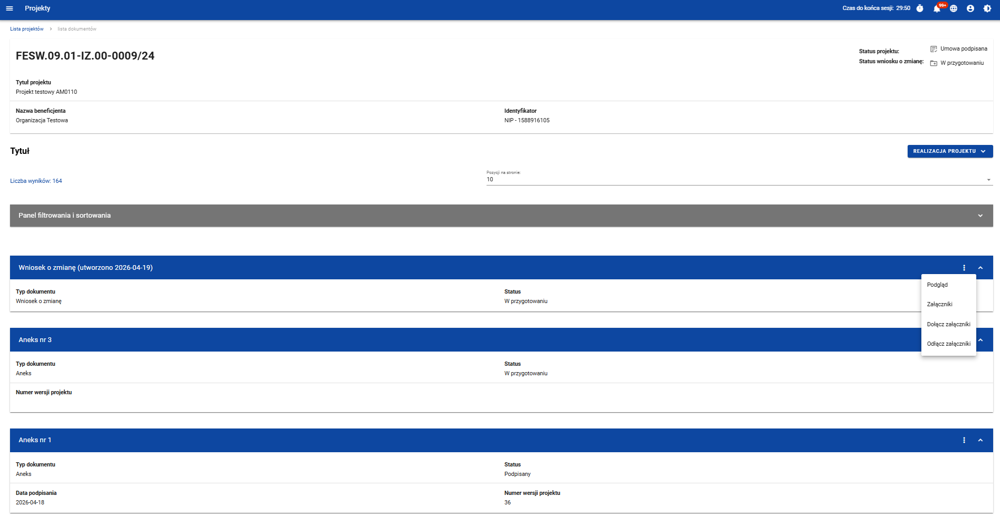 Projekty
Czas do końca sesji: 29:50
99+
Lista projektów > lista dokumentów
FESW.09.01-IZ.00-0009/24
Status projektu: Umowa podpisana
Status wniosku o zmianę: W przygotowaniu
Tytuł projektu
Projekt testowy AM0110
Nazwa beneficjenta
Organizacja Testowa
Identyfikator
NIP - 1588916105
Tytuł
REALIZACJA PROJEKTU
Liczba wyników: 164
Pozycji na stronie:
10
Panel filtrowania i sortowania
Wniosek o zmianę (utworzono 2026-04-19)
Typ dokumentu
Wniosek o zmianę
Status
W przygotowaniu
Podgląd
Załączniki
Dołącz załączniki
Odłącz załączniki
Aneks nr 3
Typ dokumentu
Aneks
Status
W przygotowaniu
Numer wersji projektu
Aneks nr 1
Typ dokumentu
Aneks
Status
Podpisany
Data podpisania
2026-04-18
Numer wersji projektu
36